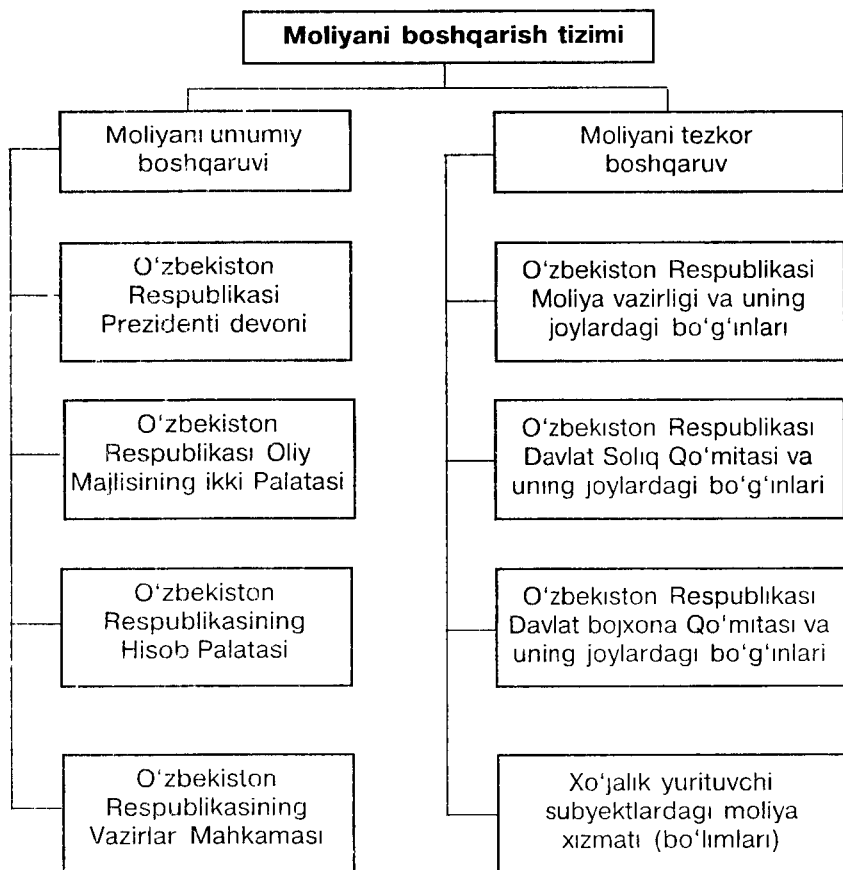 Moliyani boshqarish tizimi
Moliyani umumiy
boshqaruvi
O‘zbekiston
Respublikasi
Prezidenti devoni
O‘zbekiston
Respublikasi Oliy
Majlisining ikki Palatasi
O‘zbekiston
Respublikasining
Hisob Palatasi
O‘zbekiston
Respublikasining
Vazirlar Mahkamasi
Moliyani tezkor
boshqaruv
O‘zbekiston Respublikasi
Moliya vazirligi va uning
joylardagi bo‘g‘inlari
O‘zbekiston Respublikasi
Davlat Soliq Qo‘mitasi va
uning joylardagi bo‘g‘inlari
O‘zbekiston Respublikasi
Davlat bojxona Qo‘mitasi va
uning joylardagi bo‘g‘inlari
Xo‘jalik yurituvchi
subyektlardagi moliya
xizmati (bo‘limlari)